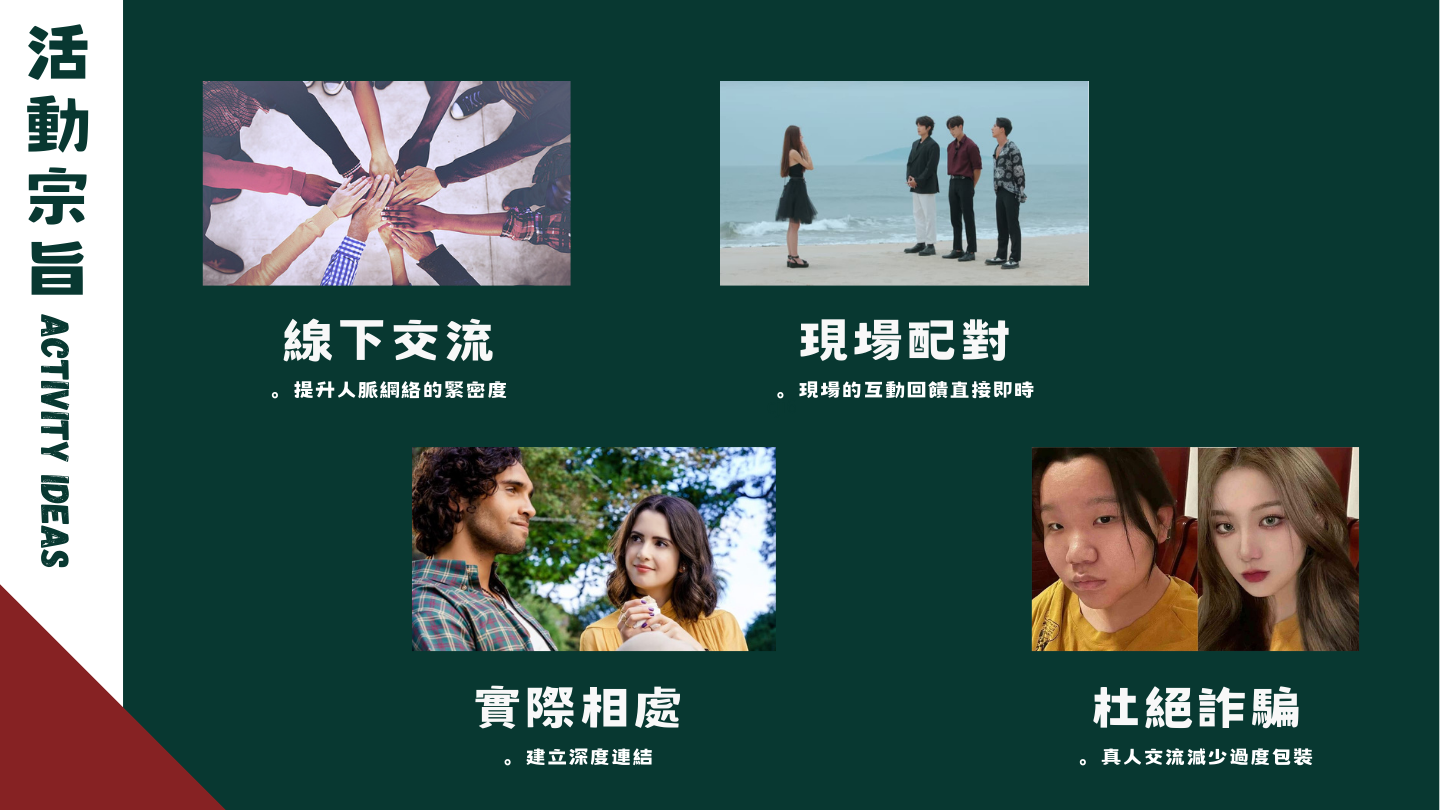 活動宗旨
ACTIVITY IDEAS
線下交流
。提升人脈網絡的緊密度
現場配對
。現場的互動回饋直接即時
實際相處
。建立深度連結
杜絕詐騙
。真人交流減少過度包裝